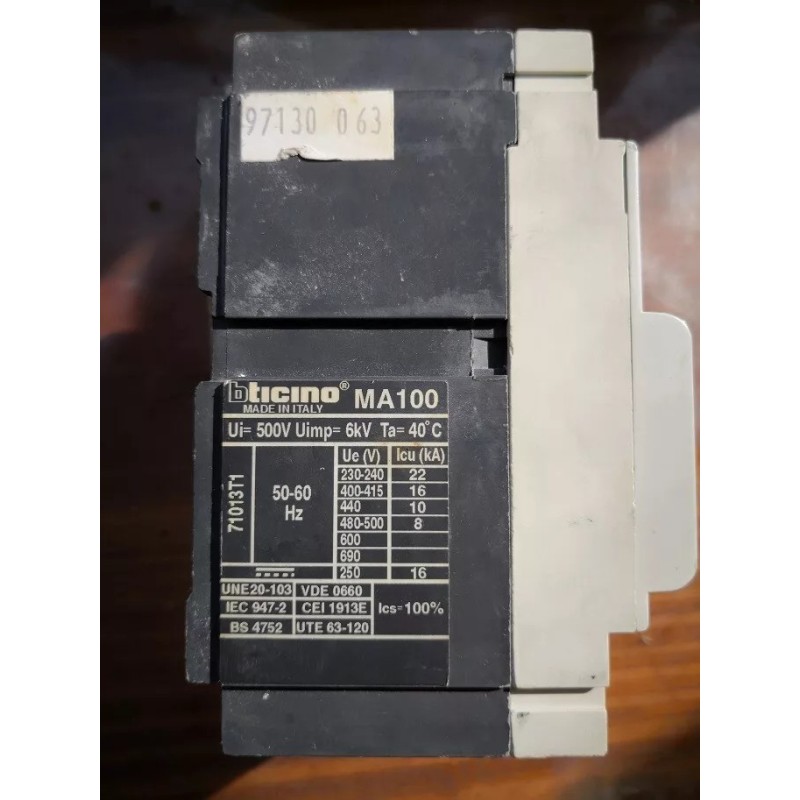 97130 063
bticino® MA100
MADE IN ITALY
Ui= 500V Uimp= 6kV Ta= 40°C
71013T1
50-60
Hz
Ue (V) Icu (kA)
230-240 22
400-415 16
440 10
480-500 8
600
690
250 16
UNE20-103 VDE 0660
IEC 947-2 CEI 1913E Ics=100%
BS 4752 UTE 63-120